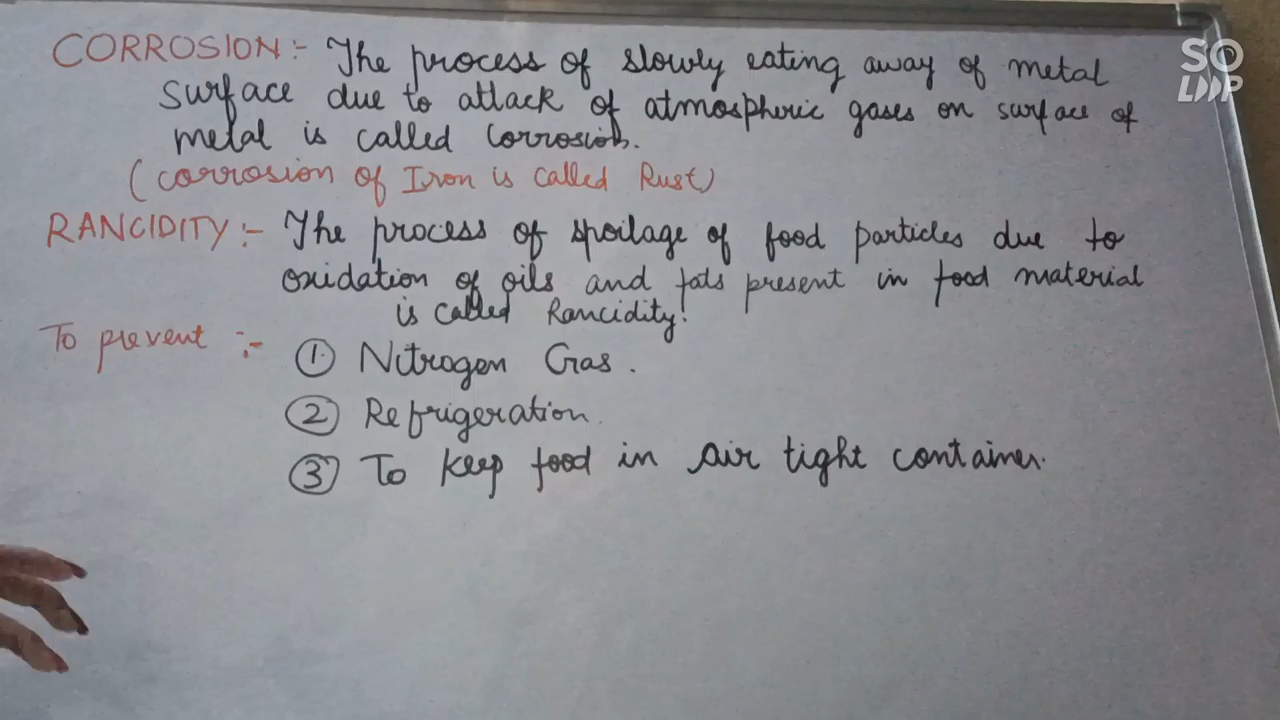 CORROSION:- The process of slowly eating away of metal
surface due to attack of atmospheric gases on surface of
metal is called corrosion.
(corrosion of Iron is called Rust)
RANCIDITY:- The process of spoilage of food particles due to
oxidation of oils and fats present in food material
is called Rancidity.
To prevent :-
① Nitrogen Gas.
② Refrigeration.
③ To keep food in air tight container.
SO
LOOP